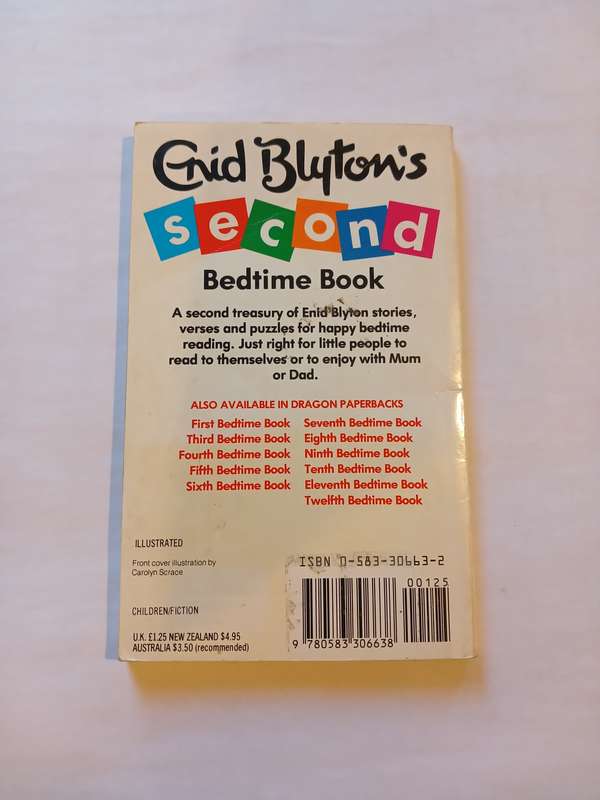 Enid Blyton's
second
Bedtime Book
A second treasury of Enid Blyton stories,
verses and puzzles for happy bedtime
reading. Just right for little people to
read to themselves or to enjoy with Mum
or Dad.
ALSO AVAILABLE IN DRAGON PAPERBACKS
First Bedtime Book
Third Bedtime Book
Fourth Bedtime Book
Fifth Bedtime Book
Sixth Bedtime Book
Seventh Bedtime Book
Eighth Bedtime Book
Ninth Bedtime Book
Tenth Bedtime Book
Eleventh Bedtime Book
Twelfth Bedtime Book
ILLUSTRATED
Front cover illustration by
Carolyn Scrace
CHILDREN/FICTION
U.K. £1.25 NEW ZEALAND $4.95
AUSTRALIA $3.50 (recommended)
ISBN 0-583-30663-2
00125
9 780583 306638